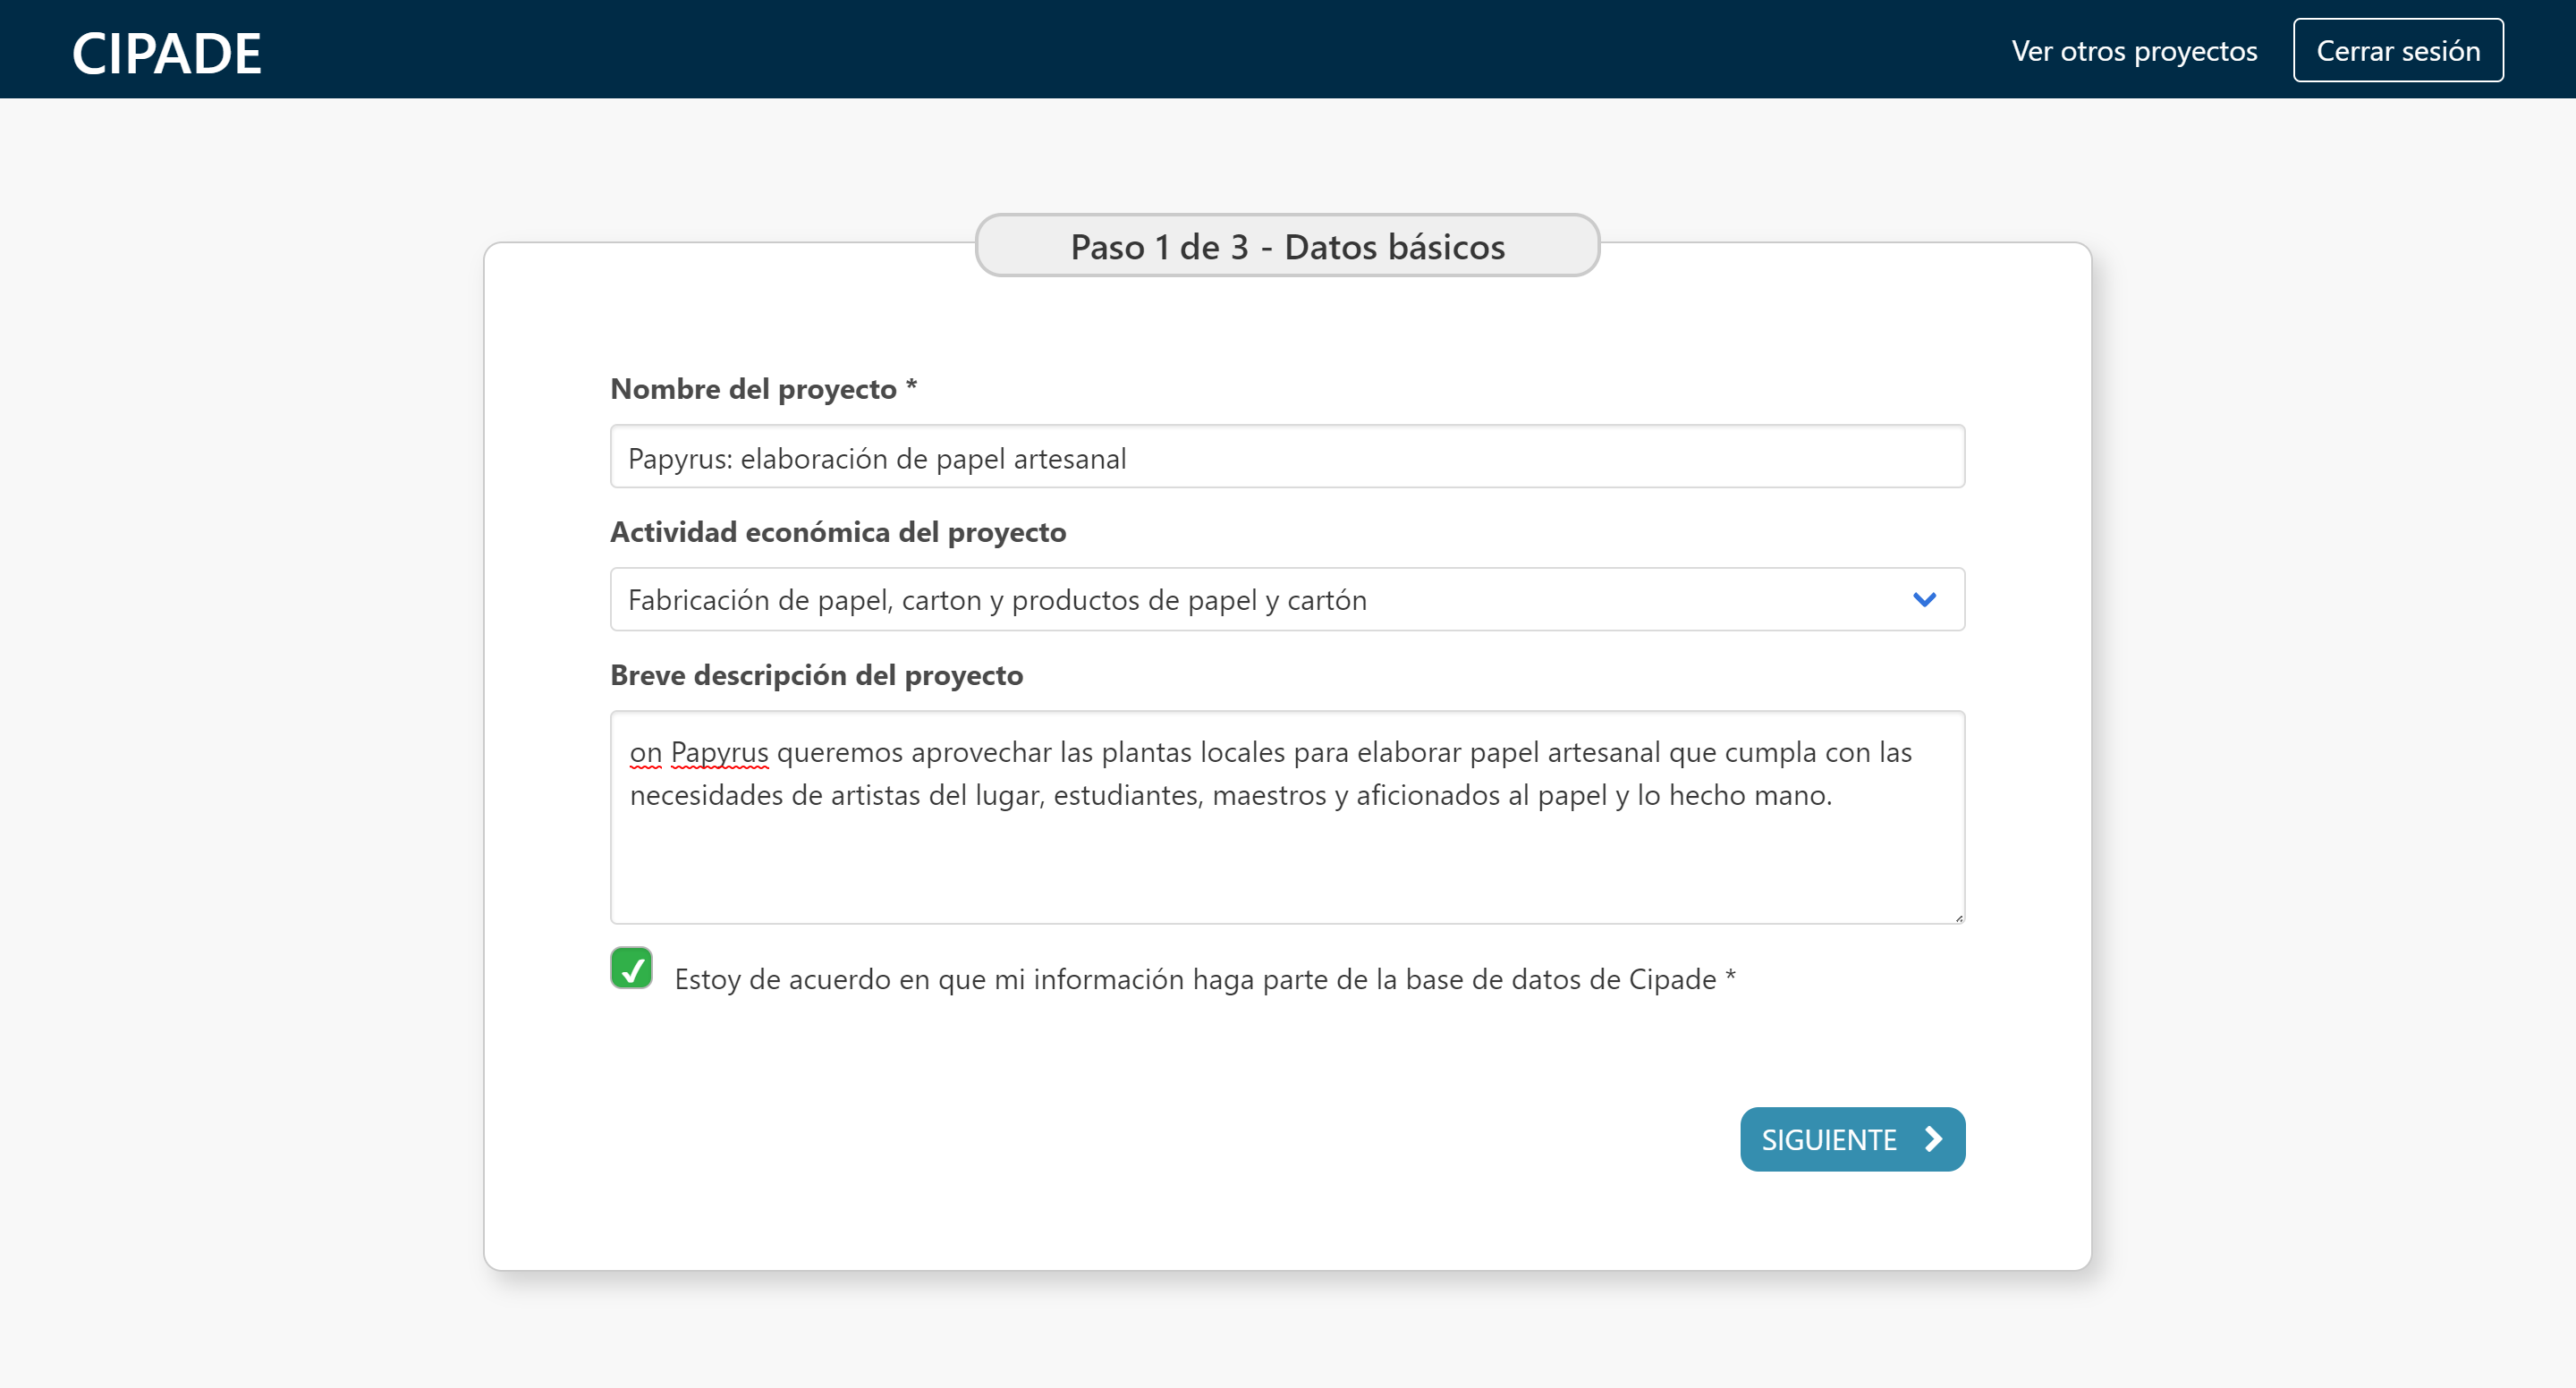 CIPADE
Ver otros proyectos
Cerrar sesión
Paso 1 de 3 - Datos básicos
Nombre del proyecto *
Papyrus: elaboración de papel artesanal
Actividad económica del proyecto
Fabricación de papel, carton y productos de papel y cartón
Breve descripción del proyecto
on Papyrus queremos aprovechar las plantas locales para elaborar papel artesanal que cumpla con las
necesidades de artistas del lugar, estudiantes, maestros y aficionados al papel y lo hecho mano.
Estoy de acuerdo en que mi información haga parte de la base de datos de Cipade *
SIGUIENTE